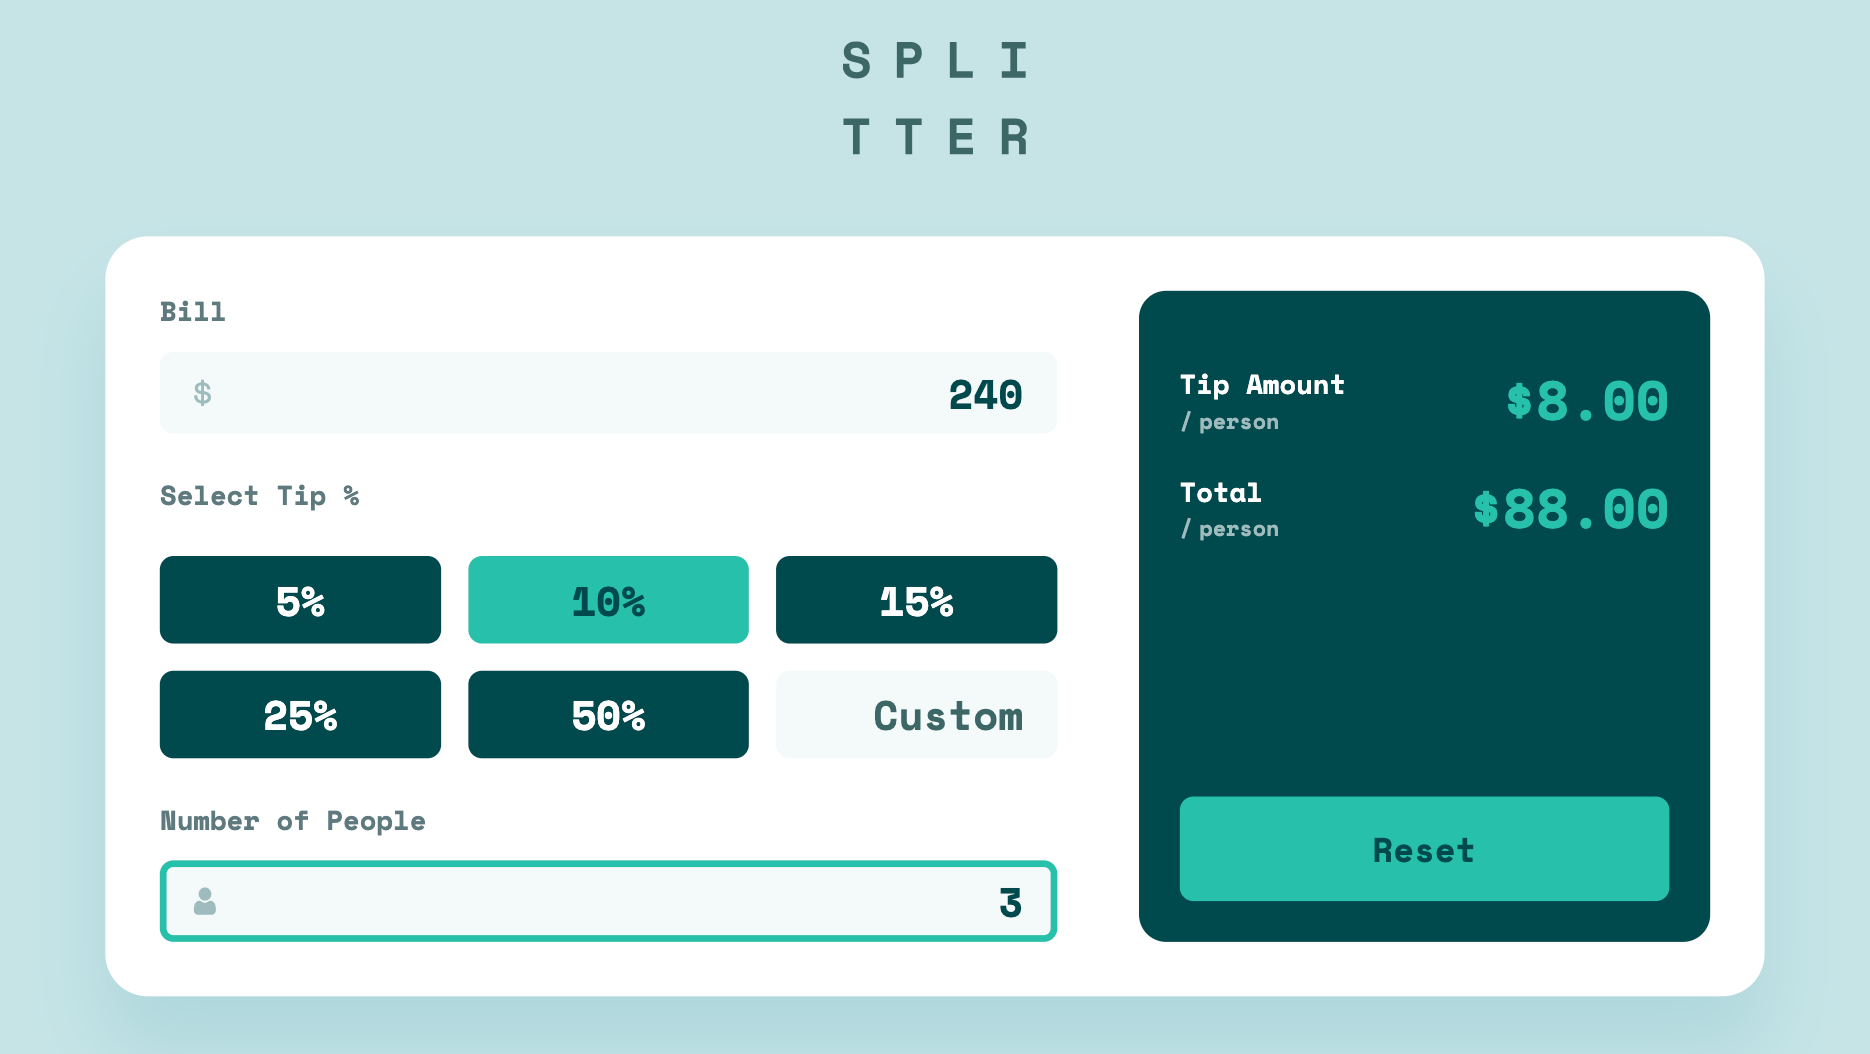 SPLI
TTER
Bill
$ 240
Select Tip %
5% 10% 15%
25% 50% Custom
Number of People
3
Tip Amount
/ person
$8.00
Total
/ person
$88.00
Reset